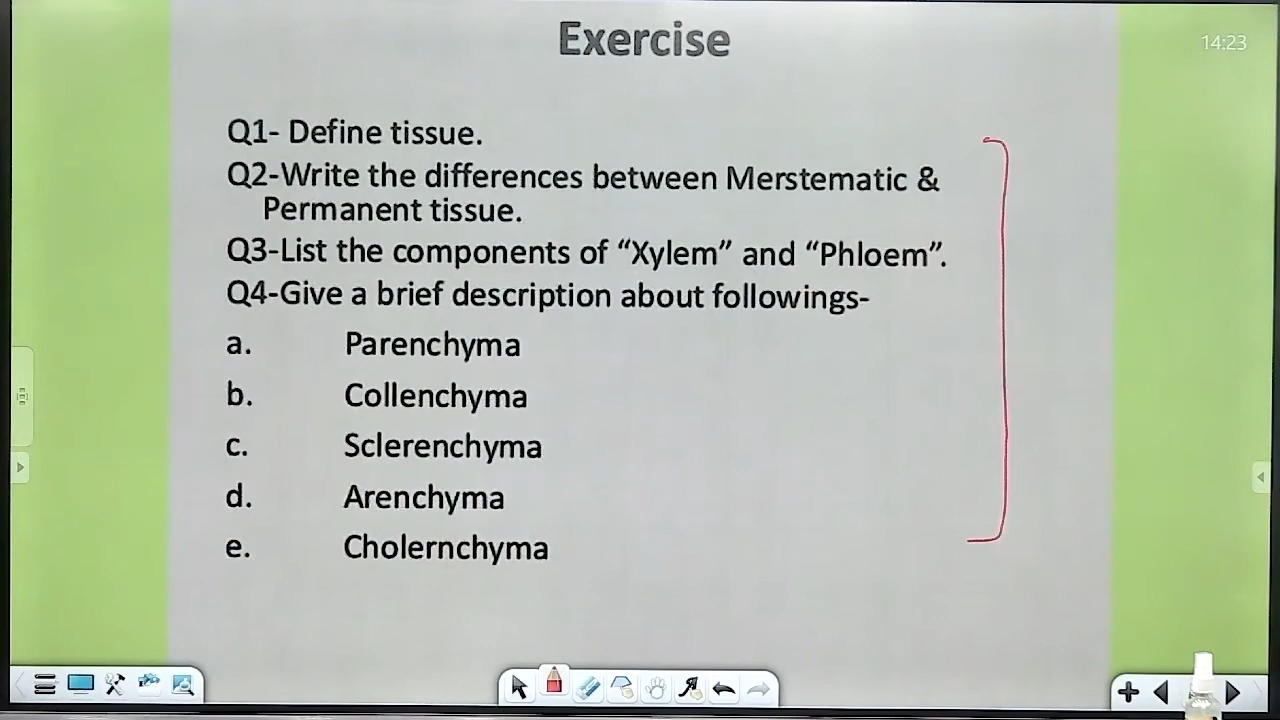 Exercise
14:23
Q1- Define tissue.
Q2-Write the differences between Merstematic &
Permanent tissue.
Q3-List the components of “Xylem” and “Phloem”.
Q4-Give a brief description about followings-
a. Parenchyma
b. Collenchyma
c. Sclerenchyma
d. Arenchyma
e. Cholernchyma